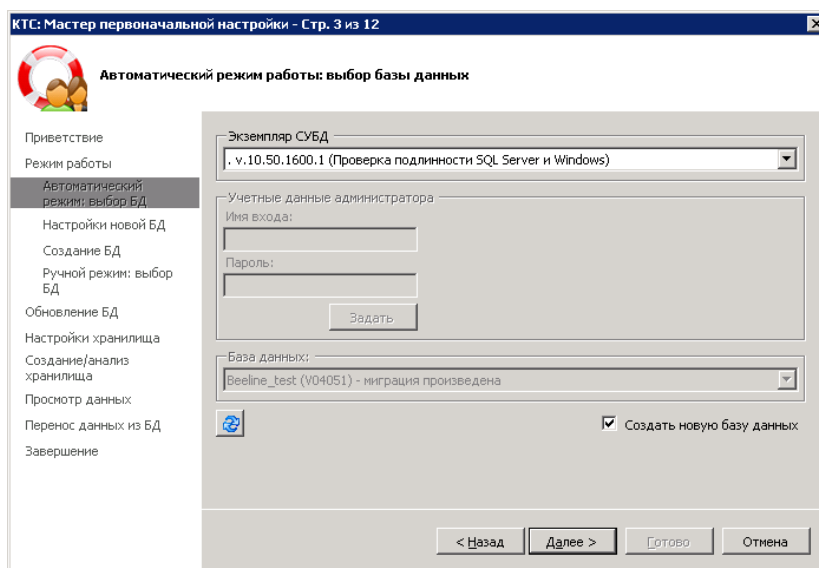 КТС: Мастер первоначальной настройки - Стр. 3 из 12
Автоматический режим работы: выбор базы данных
Приветствие
Режим работы
Автоматический
режим: выбор БД
Настройки новой БД
Создание БД
Ручной режим: выбор
БД
Обновление БД
Настройки хранилища
Создание/анализ
хранилища
Просмотр данных
Перенос данных из БД
Завершение
Экземпляр СУБД
. v.10.50.1600.1 (Проверка подлинности SQL Server и Windows)
Учетные данные администратора
Имя входа:
Пароль:
Задать
База данных:
Beeline_test (V04051) - миграция произведена
Создать новую базу данных
< Назад
Далее >
Готово
Отмена